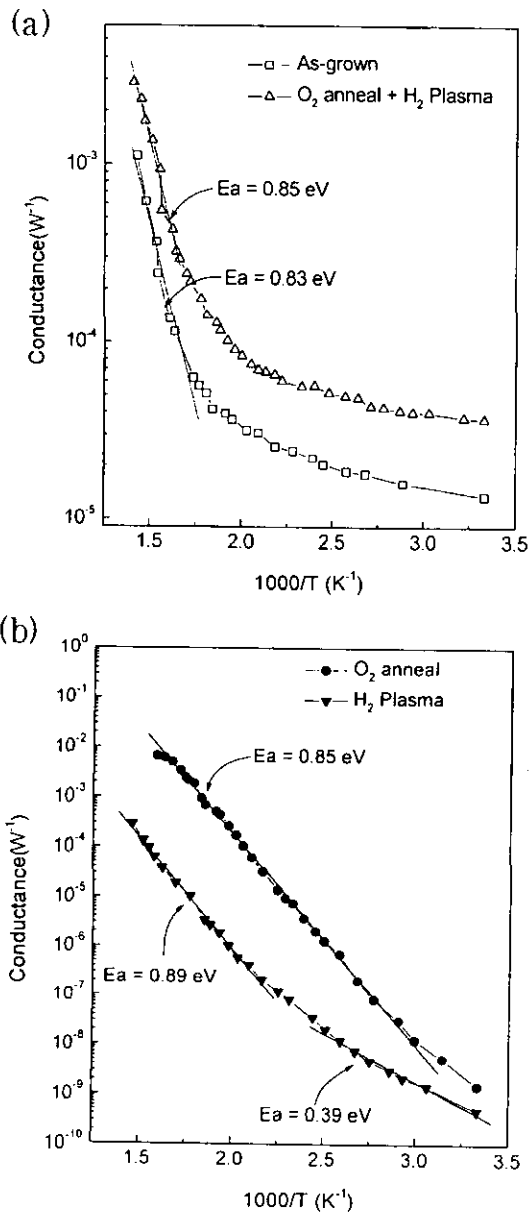 (a)
As-grown
O₂ anneal + H₂ Plasma
10⁻³
Ea = 0.85 eV
Ea = 0.83 eV
Conductance(W⁻¹)
10⁻⁴
10⁻⁵
1.5 2.0 2.5 3.0 3.5
1000/T (K⁻¹)
(b)
10⁰
O₂ anneal
H₂ Plasma
10⁻¹
10⁻²
Ea = 0.85 eV
10⁻³
10⁻⁴
Conductance(W⁻¹)
10⁻⁵
10⁻⁶
Ea = 0.89 eV
10⁻⁷
10⁻⁸
10⁻⁹
Ea = 0.39 eV
10⁻¹⁰
1.5 2.0 2.5 3.0 3.5
1000/T (K⁻¹)